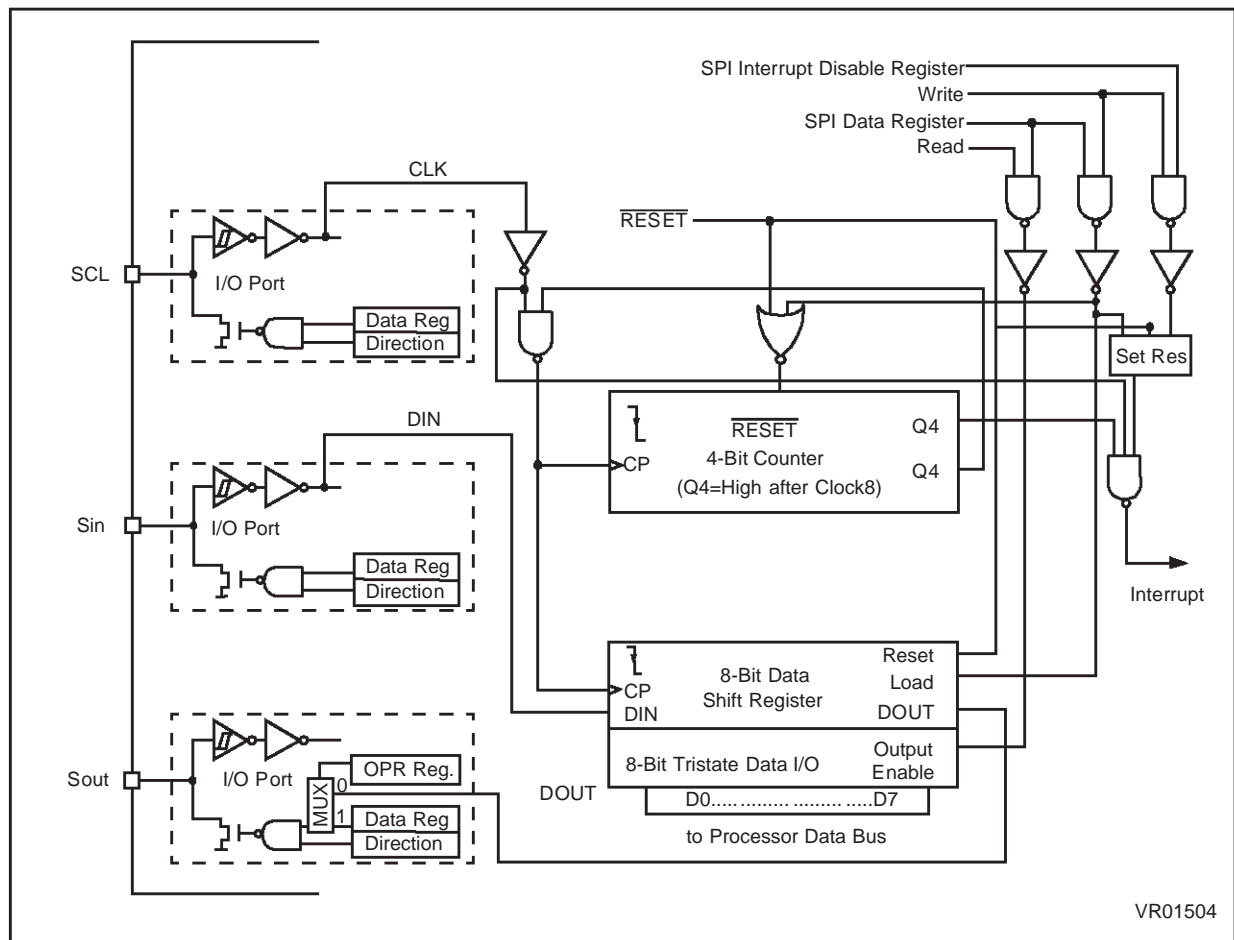 SPI Interrupt Disable Register
Write
SPI Data Register
Read
CLK
RESET
SCL
I/O Port
Data Reg
Direction
Set Res
DIN
RESET
Q4
4-Bit Counter
CP
Q4
(Q4=High after Clock8)
Sin
I/O Port
Data Reg
Direction
Interrupt
Reset
8-Bit Data
Load
CP
Shift Register
DIN
DOUT
Sout
I/O Port
OPR Reg.
MUX
0
1
Data Reg
Direction
Output
8-Bit Tristate Data I/O
Enable
DOUT
D0..... ......... ......... .....D7
to Processor Data Bus
VR01504